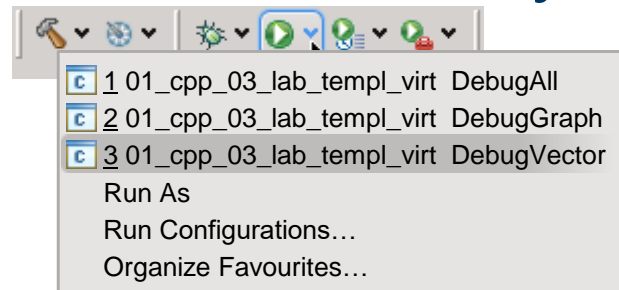 c 1 01_cpp_03_lab_templ_virt DebugAll
c 2 01_cpp_03_lab_templ_virt DebugGraph
c 3 01_cpp_03_lab_templ_virt DebugVector
Run As
Run Configurations…
Organize Favourites…